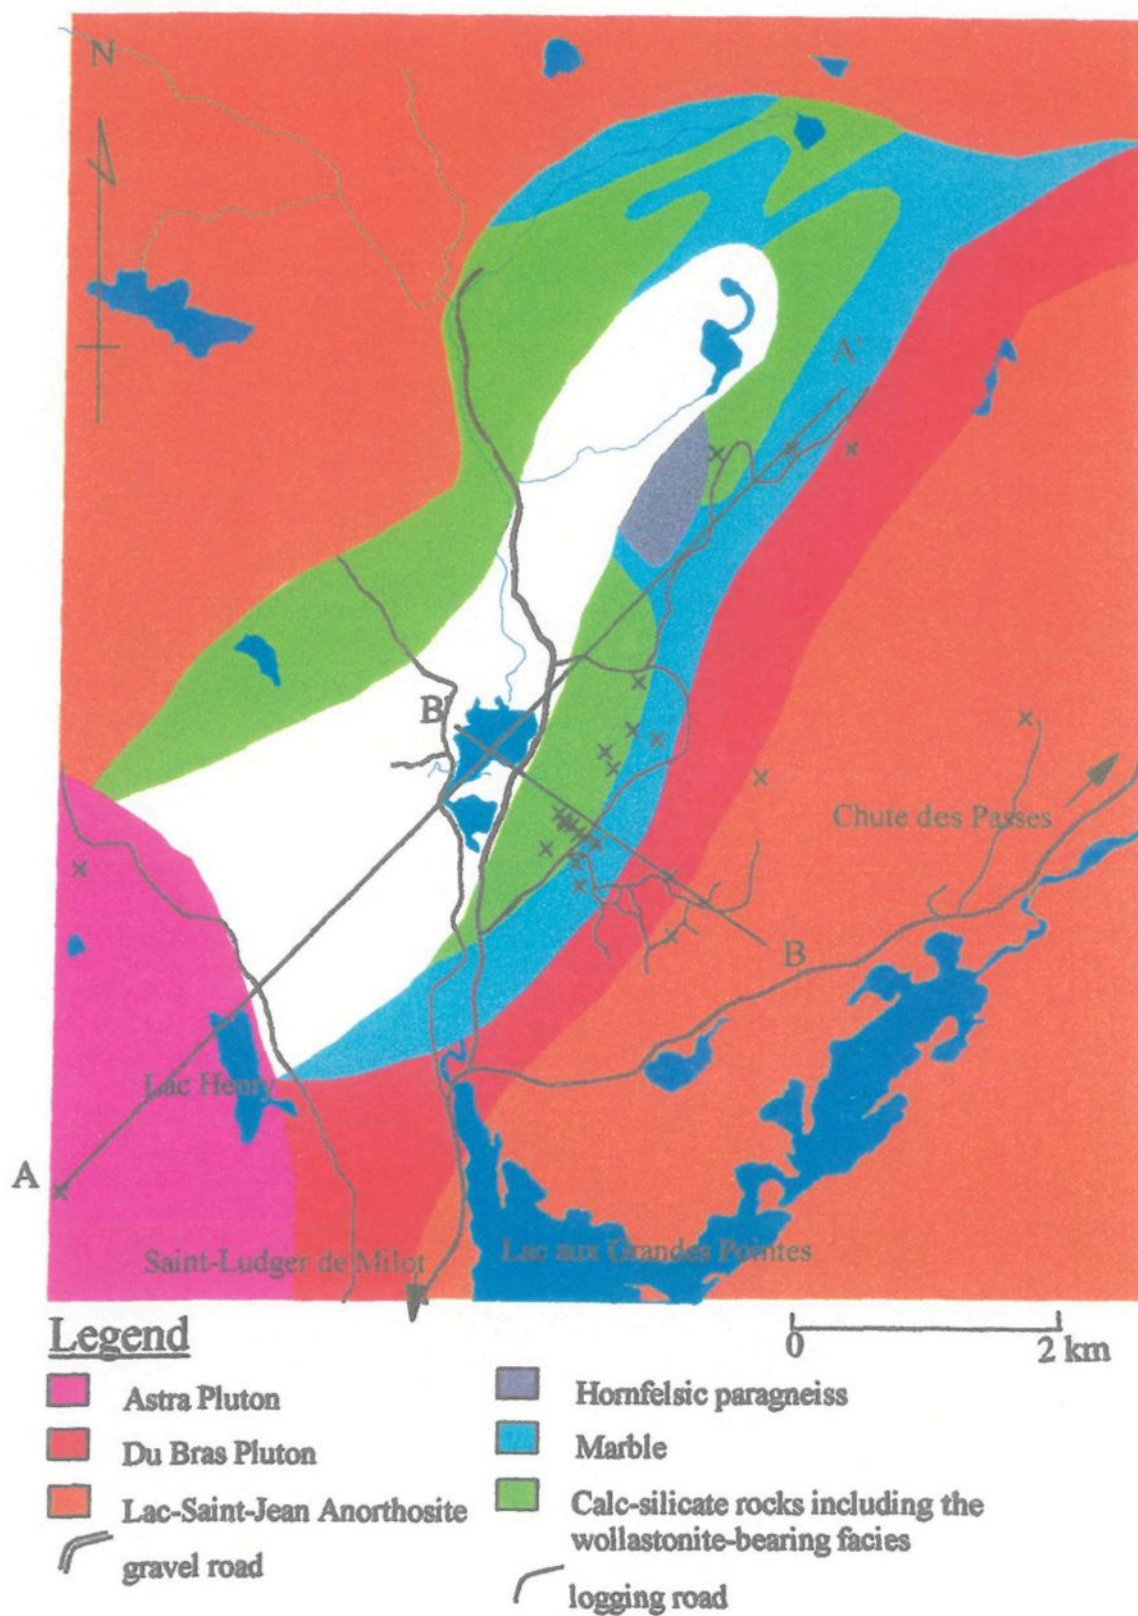 N
A'
B'
Chute des Passes
B
Lac Henry
A
Saint-Ludger de Milot
Lac aux Grandes Pointes
Legend
0
2 km
Astra Pluton
Hornfelsic paragneiss
Du Bras Pluton
Marble
Lac-Saint-Jean Anorthosite
Calc-silicate rocks including the
wollastonite-bearing facies
gravel road
logging road